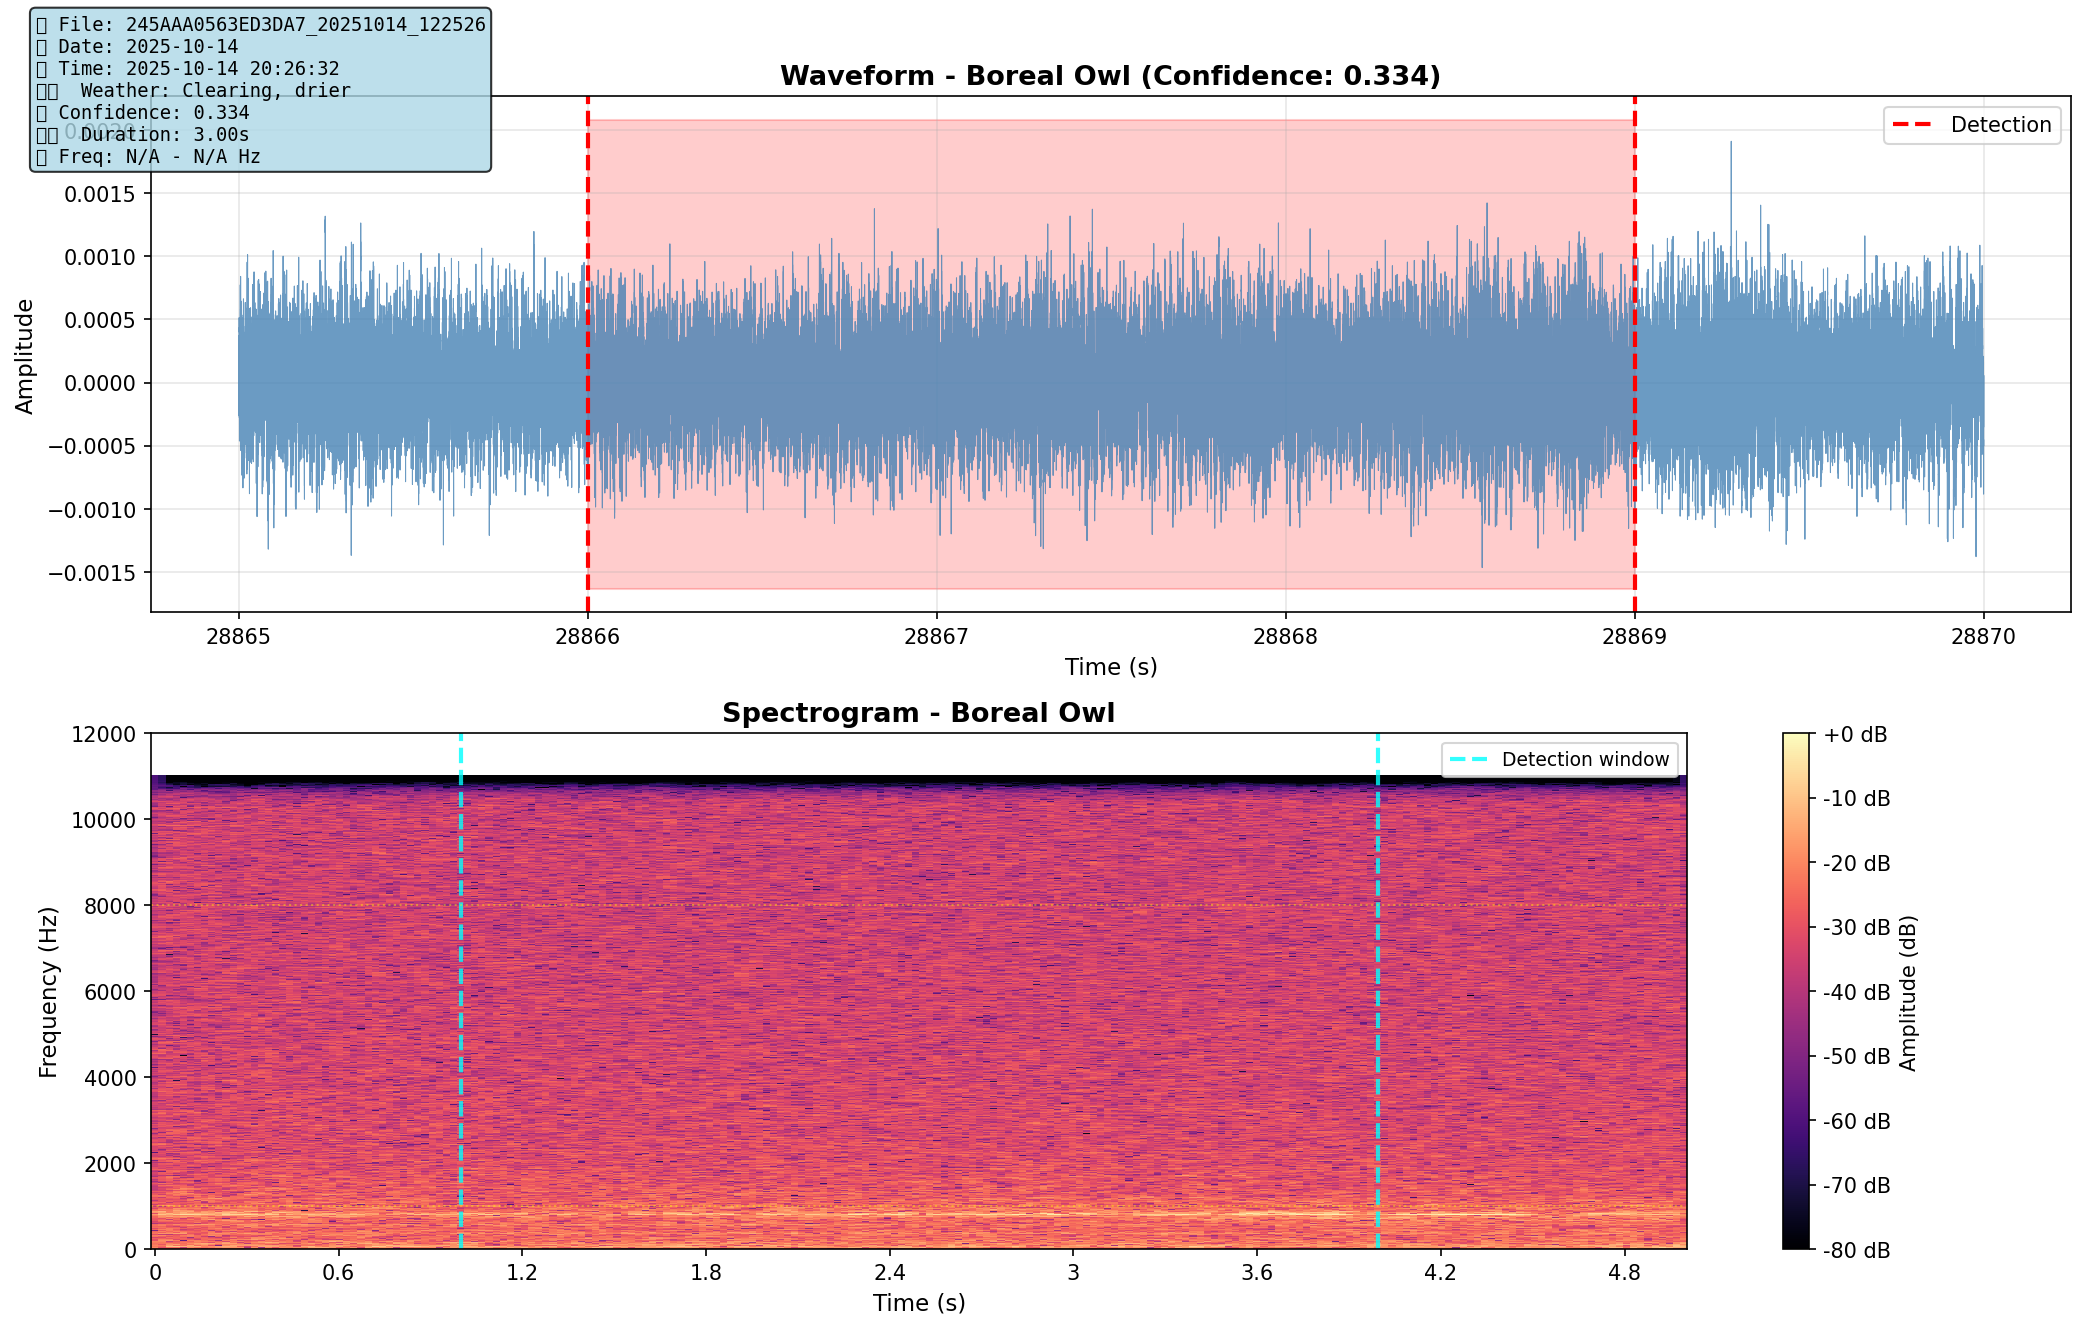 File: 245AAA0563ED3DA7_20251014_122526
Date: 2025-10-14
Time: 2025-10-14 20:26:32
Weather: Clearing, drier
Confidence: 0.334
Duration: 3.00s
Freq: N/A - N/A Hz
Waveform - Boreal Owl (Confidence: 0.334)
Detection
0.0020
0.0015
0.0010
0.0005
0.0000
−0.0005
−0.0010
−0.0015
Amplitude
28865 28866 28867 28868 28869 28870
Time (s)
Spectrogram - Boreal Owl
Detection window
12000
10000
8000
6000
4000
2000
0
Frequency (Hz)
0 0.6 1.2 1.8 2.4 3 3.6 4.2 4.8
Time (s)
+0 dB
-10 dB
-20 dB
-30 dB
-40 dB
-50 dB
-60 dB
-70 dB
-80 dB
Amplitude (dB)